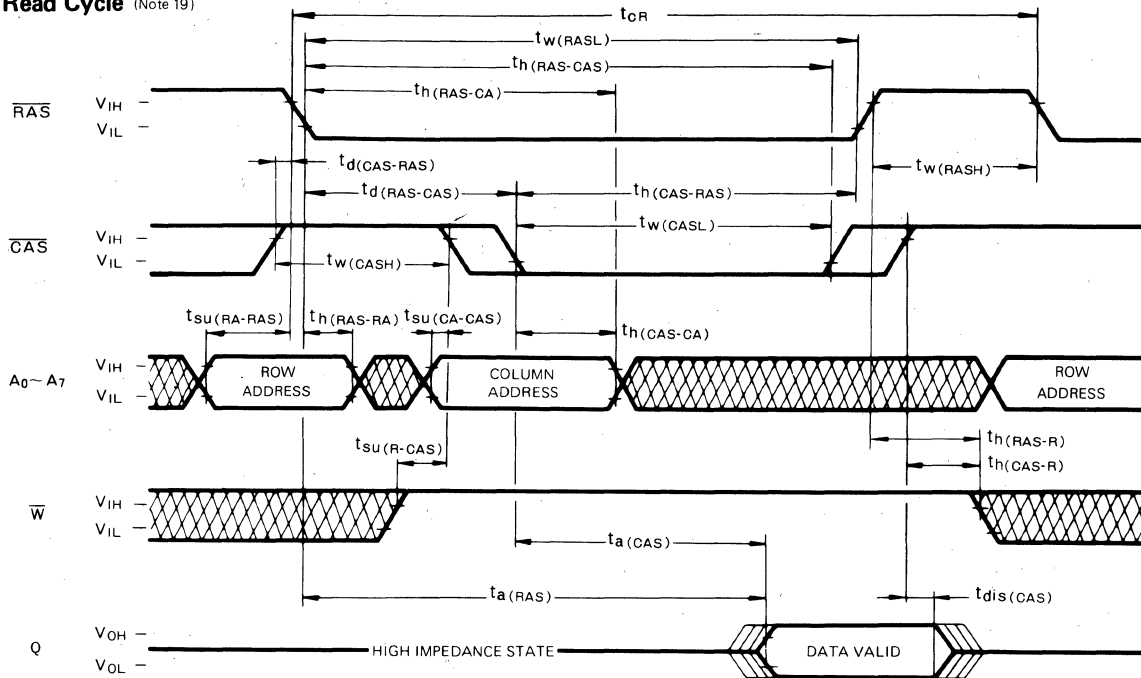 Read Cycle (Note 19)
tCR
tw(RASL)
th(RAS-CAS)
th(RAS-CA)
RAS
VIH
VIL
td(CAS-RAS)
tw(RASH)
td(RAS-CAS)
th(CAS-RAS)
tw(CASL)
CAS
VIH
VIL
tw(CASH)
tsu(RA-RAS)
th(RAS-RA)
tsu(CA-CAS)
th(CAS-CA)
A0~A7
VIH
VIL
ROW
ADDRESS
COLUMN
ADDRESS
ROW
ADDRESS
tsu(R-CAS)
th(RAS-R)
th(CAS-R)
W
VIH
VIL
ta(CAS)
ta(RAS)
tdis(CAS)
Q
VOH
VOL
HIGH IMPEDANCE STATE
DATA VALID